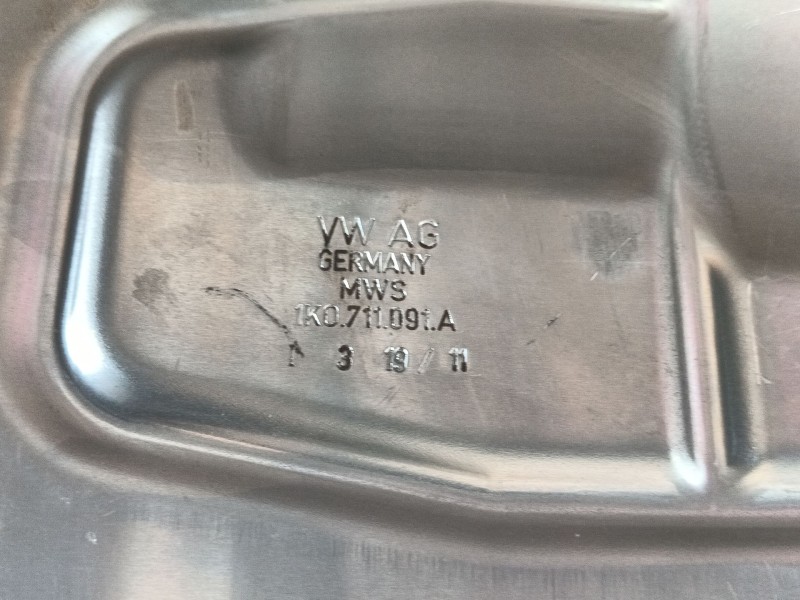 VW AG
GERMANY
MWS
1K0.711.091.A
1 3 19/11